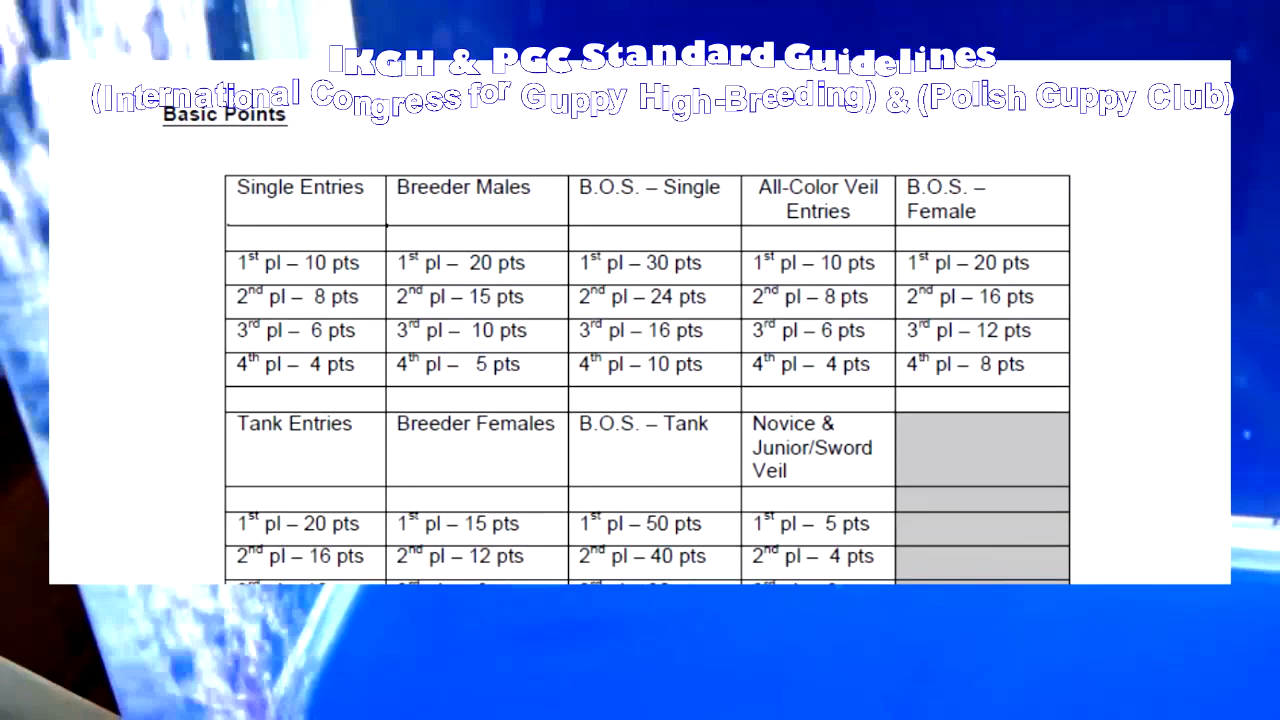 IKGH & PGC Standard Guidelines
(International Congress for Guppy High-Breeding) & (Polish Guppy Club)
Basic Points
Single Entries Breeder Males B.O.S. – Single All-Color Veil Entries B.O.S. – Female
1st pl – 10 pts 1st pl – 20 pts 1st pl – 30 pts 1st pl – 10 pts 1st pl – 20 pts
2nd pl – 8 pts 2nd pl – 15 pts 2nd pl – 24 pts 2nd pl – 8 pts 2nd pl – 16 pts
3rd pl – 6 pts 3rd pl – 10 pts 3rd pl – 16 pts 3rd pl – 6 pts 3rd pl – 12 pts
4th pl – 4 pts 4th pl – 5 pts 4th pl – 10 pts 4th pl – 4 pts 4th pl – 8 pts
Tank Entries Breeder Females B.O.S. – Tank Novice & Junior/Sword Veil
1st pl – 20 pts 1st pl – 15 pts 1st pl – 50 pts 1st pl – 5 pts
2nd pl – 16 pts 2nd pl – 12 pts 2nd pl – 40 pts 2nd pl – 4 pts